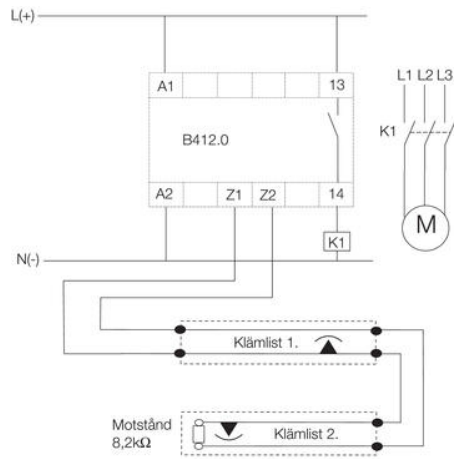 L(+)
A1 13
L1 L2 L3
K1
B412.0
A2 Z1 Z2 14
M
K1
N(-)
Klämlist 1.
Motstånd
8,2kΩ
Klämlist 2.